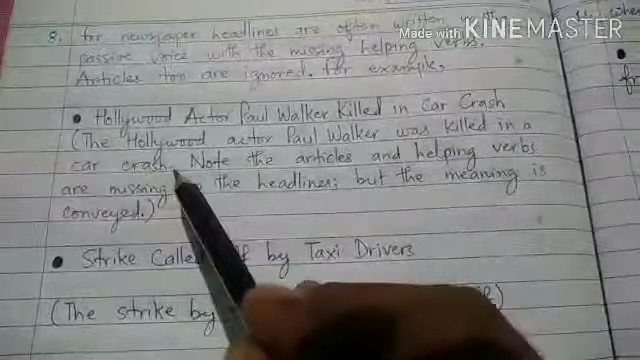 Made with KINEMASTER
8. for newspaper headlines are often written
passive voice with the missing helping verbs.
Articles too are ignored. for example,
• Hollywood Actor Paul Walker Killed in Car Crash
(The Hollywood actor Paul Walker was killed in a
car crash. Note the articles and helping verbs
are missing the headlines; but the meaning is
conveyed.)
• Strike Called by Taxi Drivers
(The strike by